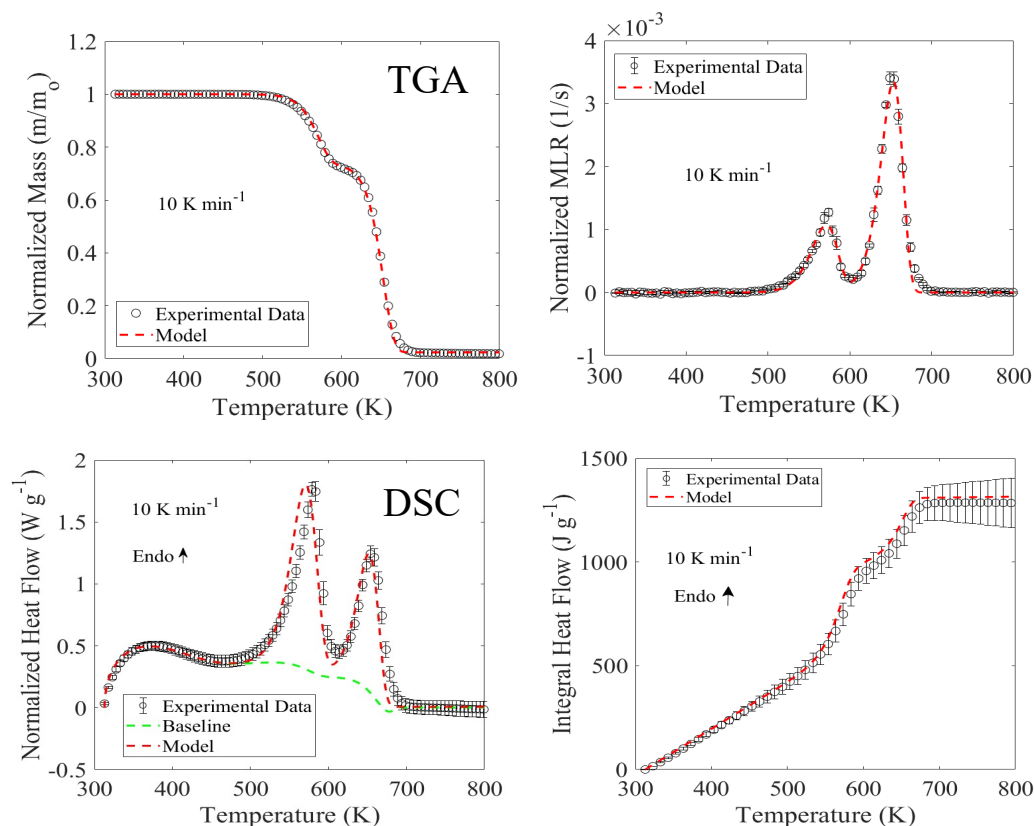 1.2
1
0.8
0.6
0.4
0.2
0
300 400 500 600 700 800
Normalized Mass (m/mo)
Temperature (K)
TGA
10 K min-1
Experimental Data
Model
×10-3
4
3
2
1
0
-1
300 400 500 600 700 800
Normalized MLR (1/s)
Temperature (K)
Experimental Data
Model
10 K min-1
2
1.5
1
0.5
0
-0.5
300 400 500 600 700 800
Normalized Heat Flow (W g-1)
Temperature (K)
DSC
10 K min-1
Endo
Experimental Data
Baseline
Model
1500
1000
500
0
300 400 500 600 700 800
Integral Heat Flow (J g-1)
Temperature (K)
Experimental Data
Model
10 K min-1
Endo